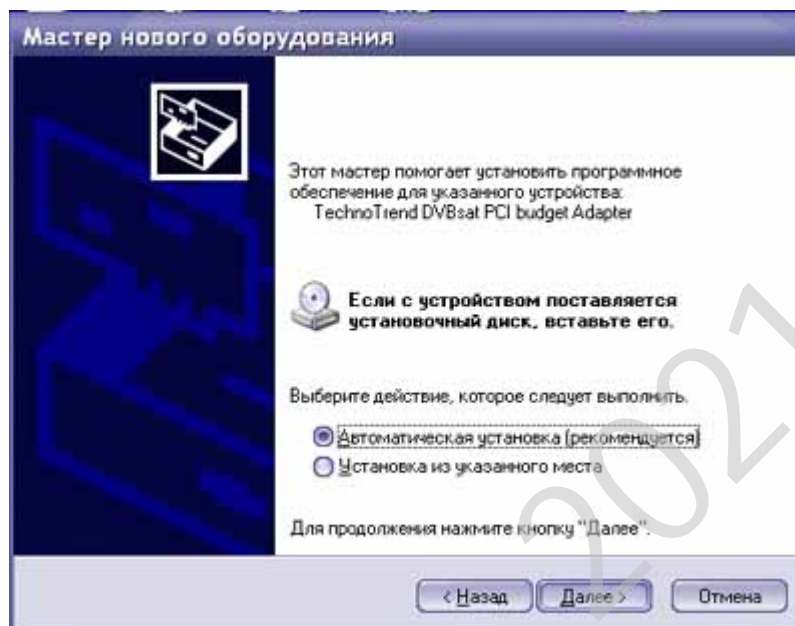 Мастер нового оборудования
Этот мастер помогает установить программное
обеспечение для указанного устройства:
TechnoTrend DVBsat PCI budget Adapter
Если с устройством поставляется
установочный диск, вставьте его.
Выберите действие, которое следует выполнить.
Автоматическая установка (рекомендуется)
Установка из указанного места
Для продолжения нажмите кнопку "Далее".
< Назад Далее > Отмена
2021